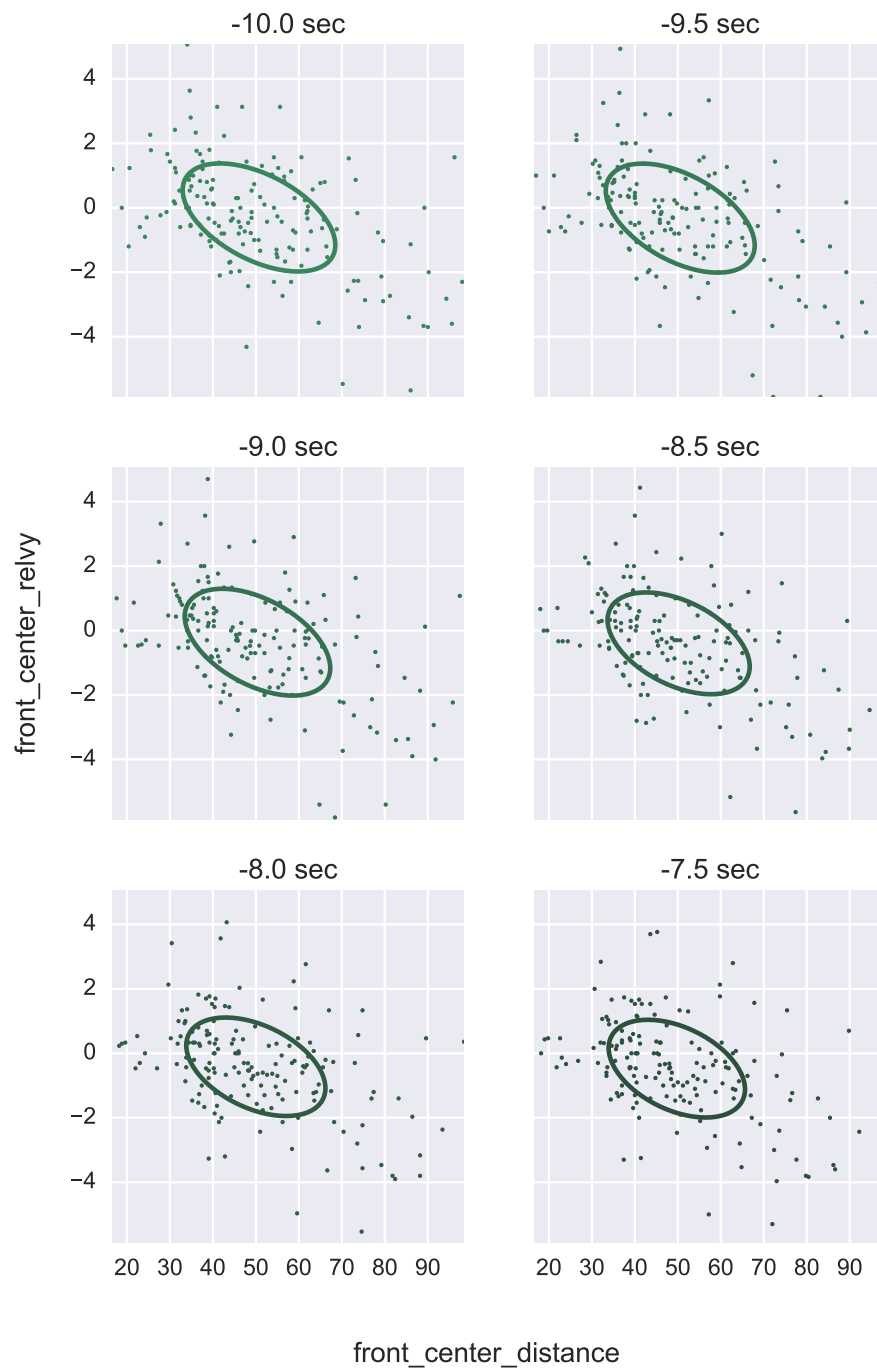 -10.0 sec
-9.5 sec
4
2
0
−2
−4
-9.0 sec
-8.5 sec
4
2
0
−2
−4
front_center_relvy
-8.0 sec
-7.5 sec
4
2
0
−2
−4
20 30 40 50 60 70 80 90
20 30 40 50 60 70 80 90
front_center_distance